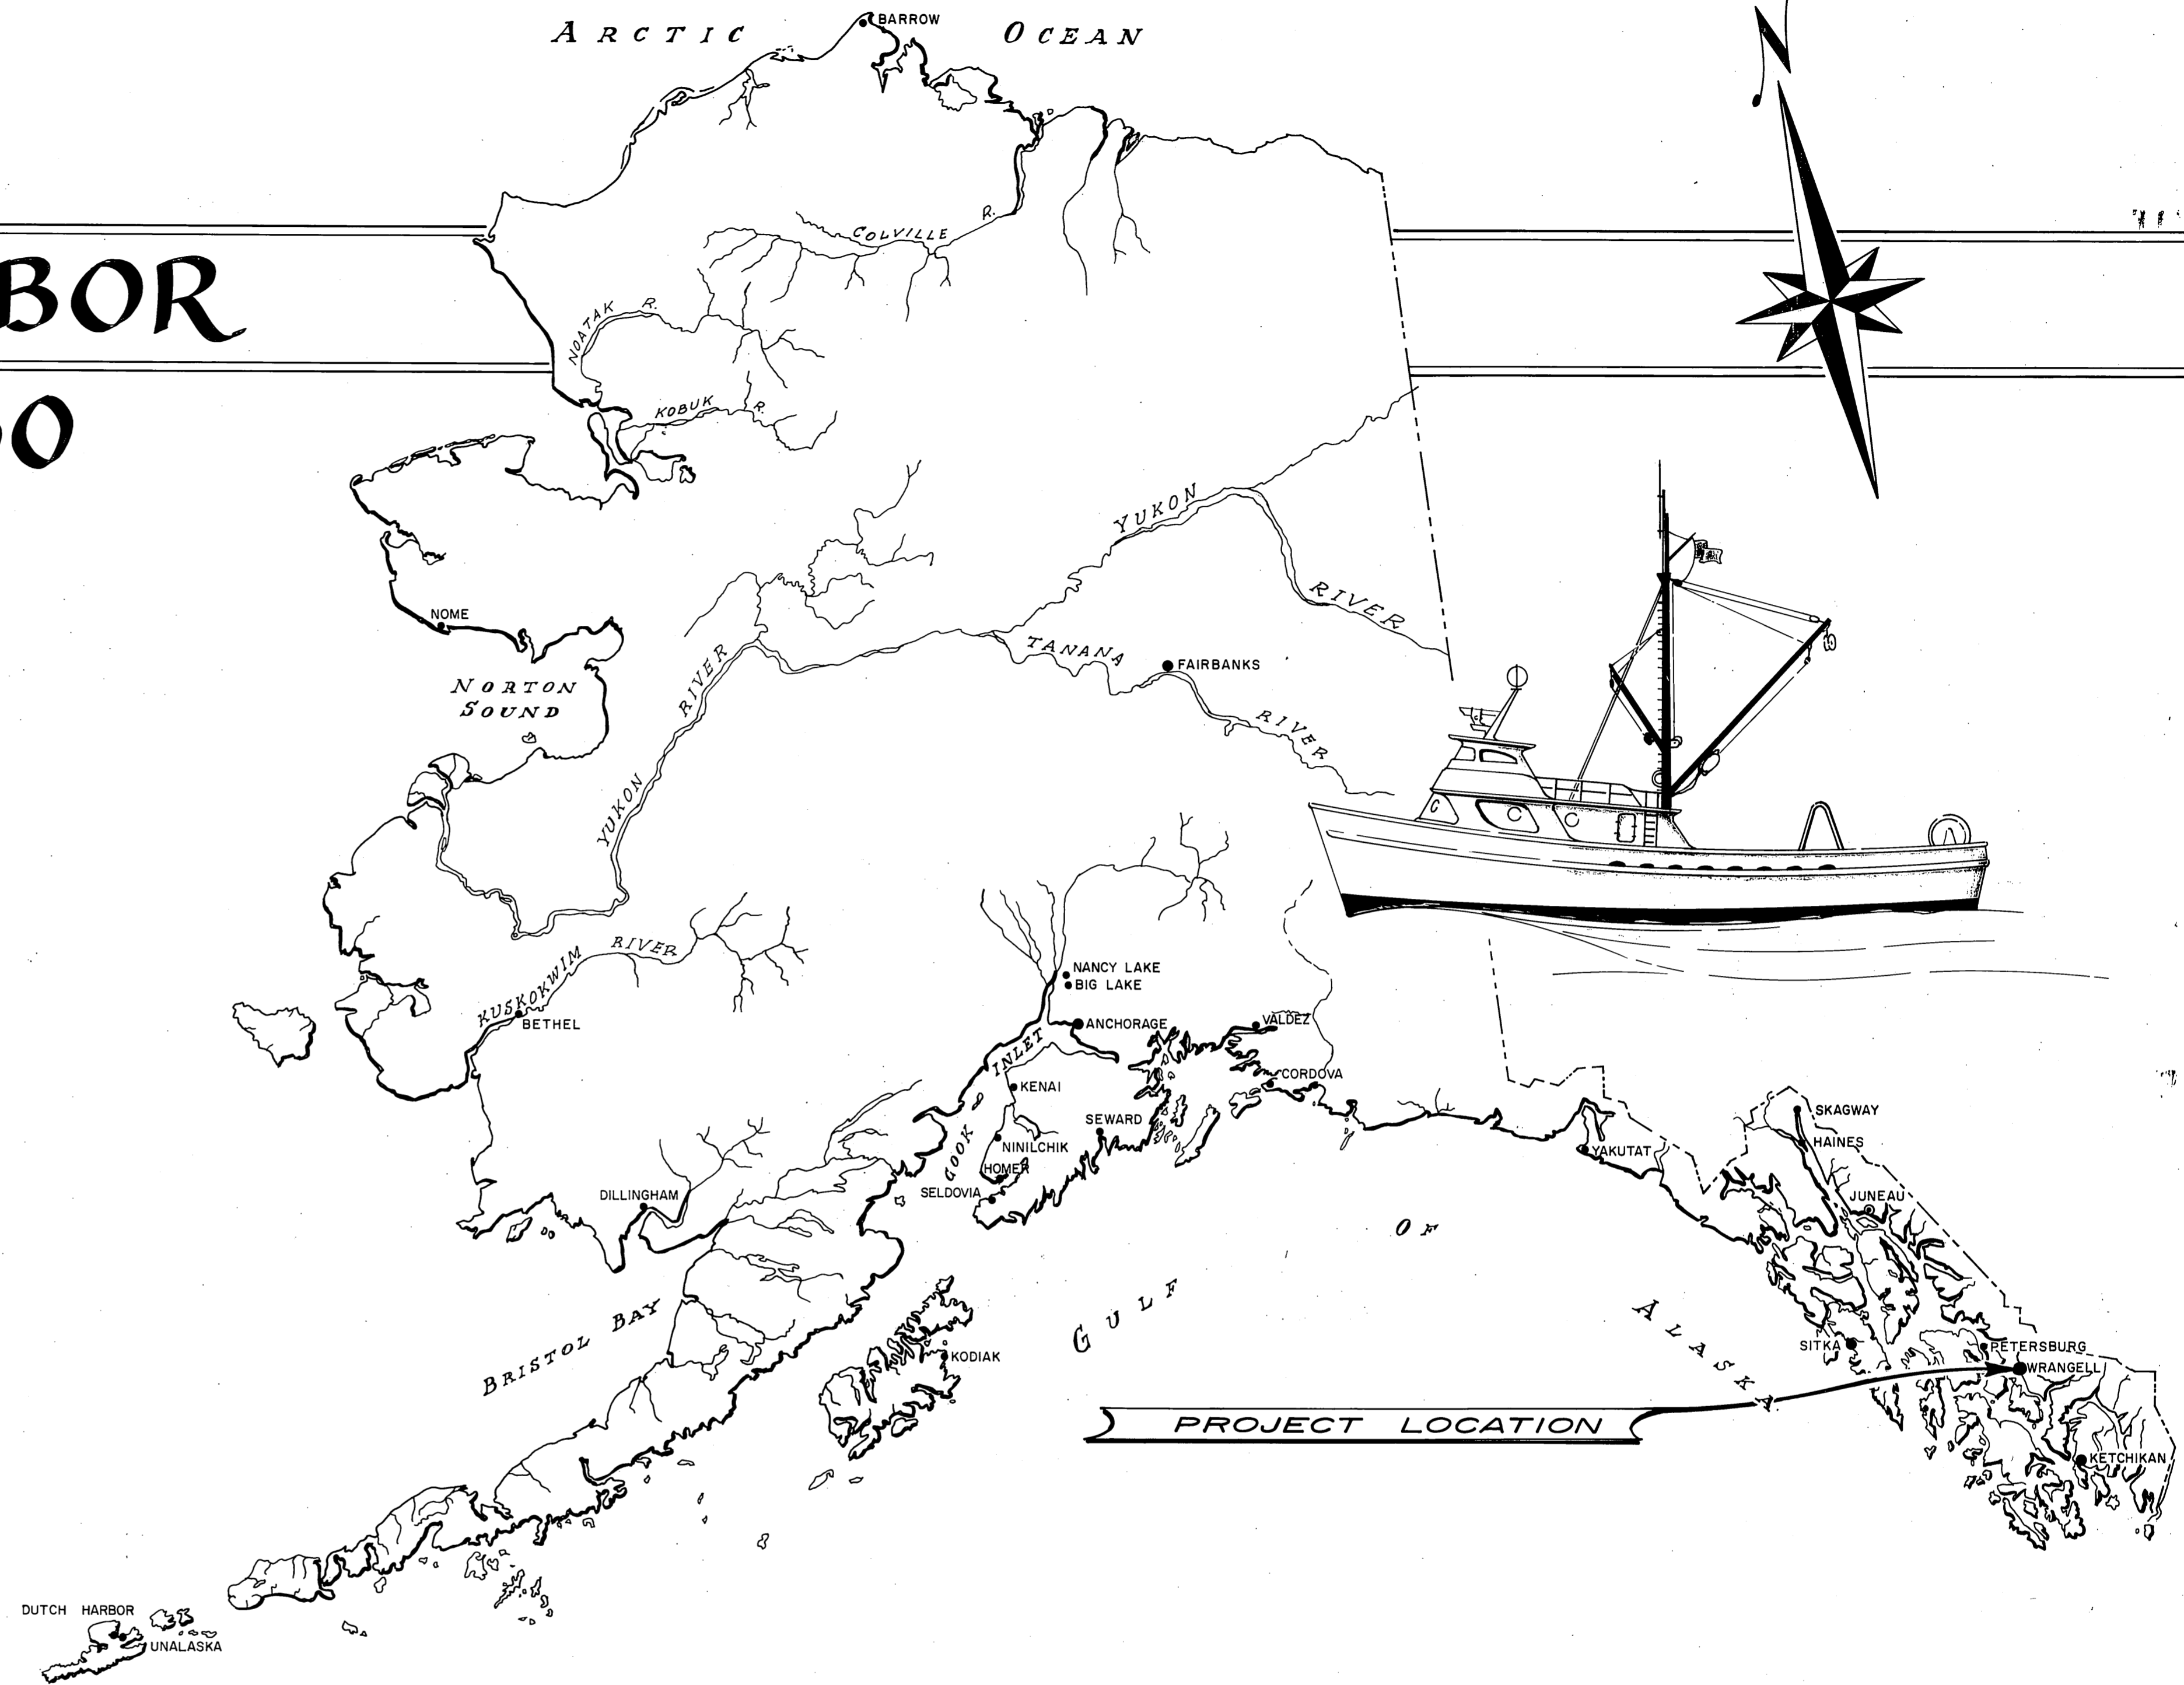 ARCTIC OCEAN
BARROW
N
COLVILLE R.
BOR
NOATAK R.
KOBUK R.
O
YUKON RIVER
NOME
TANANA RIVER
FAIRBANKS
NORTON
SOUND
YUKON RIVER
KUSKOKWIM RIVER
BETHEL
NANCY LAKE
BIG LAKE
ANCHORAGE
VALDEZ
COOK INLET
KENAI
CORDOVA
SEWARD
NINILCHIK
HOMER
SELDOVIA
DILLINGHAM
SKAGWAY
HAINES
YAKUTAT
JUNEAU
GULF OF ALASKA
BRISTOL BAY
KODIAK
SITKA
PETERSBURG
WRANGELL
PROJECT LOCATION
KETCHIKAN
DUTCH HARBOR
UNALASKA